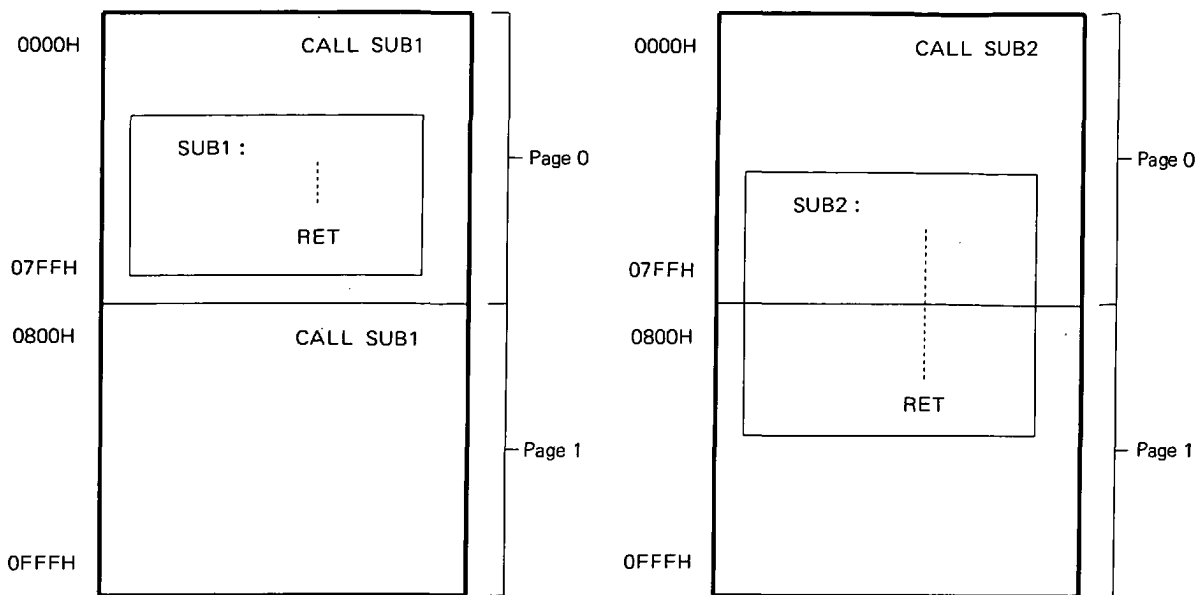 0000H
CALL SUB1
SUB1 :
RET
07FFH
0800H
CALL SUB1
0FFFH
Page 0
Page 1
0000H
CALL SUB2
SUB2 :
07FFH
0800H
RET
0FFFH
Page 0
Page 1